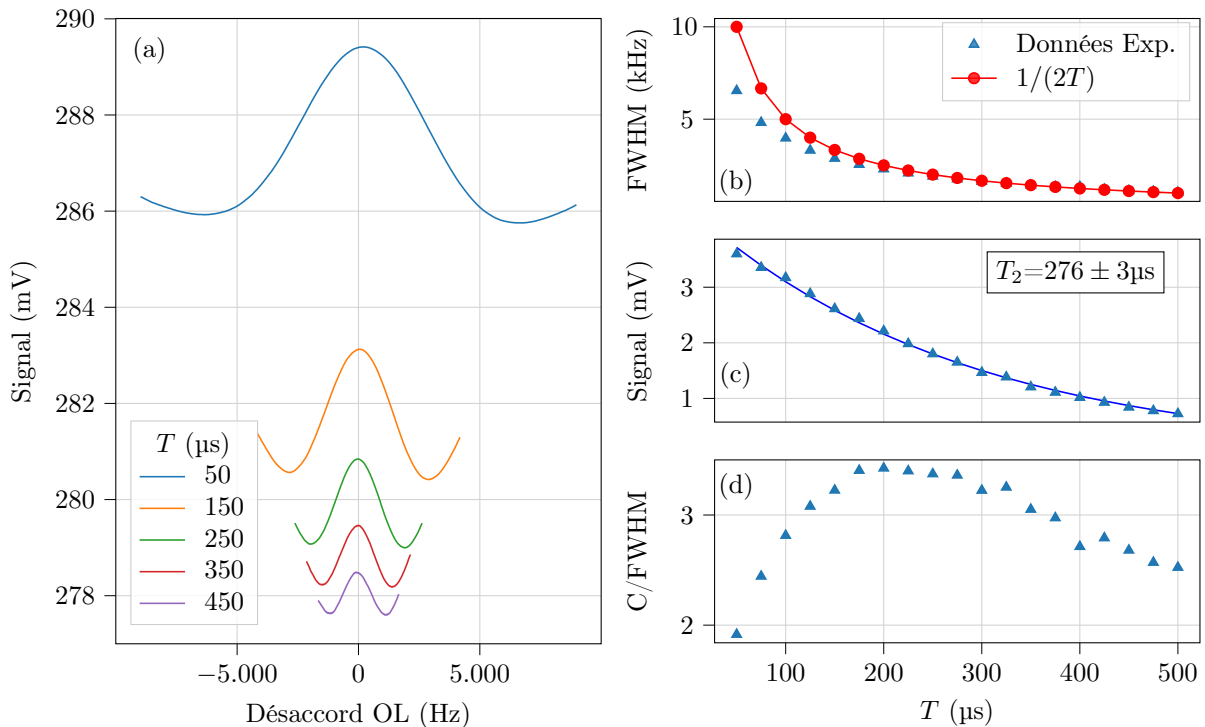 (a)
290
288
286
284
282
280
278
Signal (mV)
T (µs)
50
150
250
350
450
−5.000
0
5.000
Désaccord OL (Hz)
10
5
FWHM (kHz)
Données Exp.
1/(2T)
(b)
3
2
1
Signal (mV)
T₂=276 ± 3µs
(c)
(d)
3
2
C/FWHM
100
200
300
400
500
T (µs)